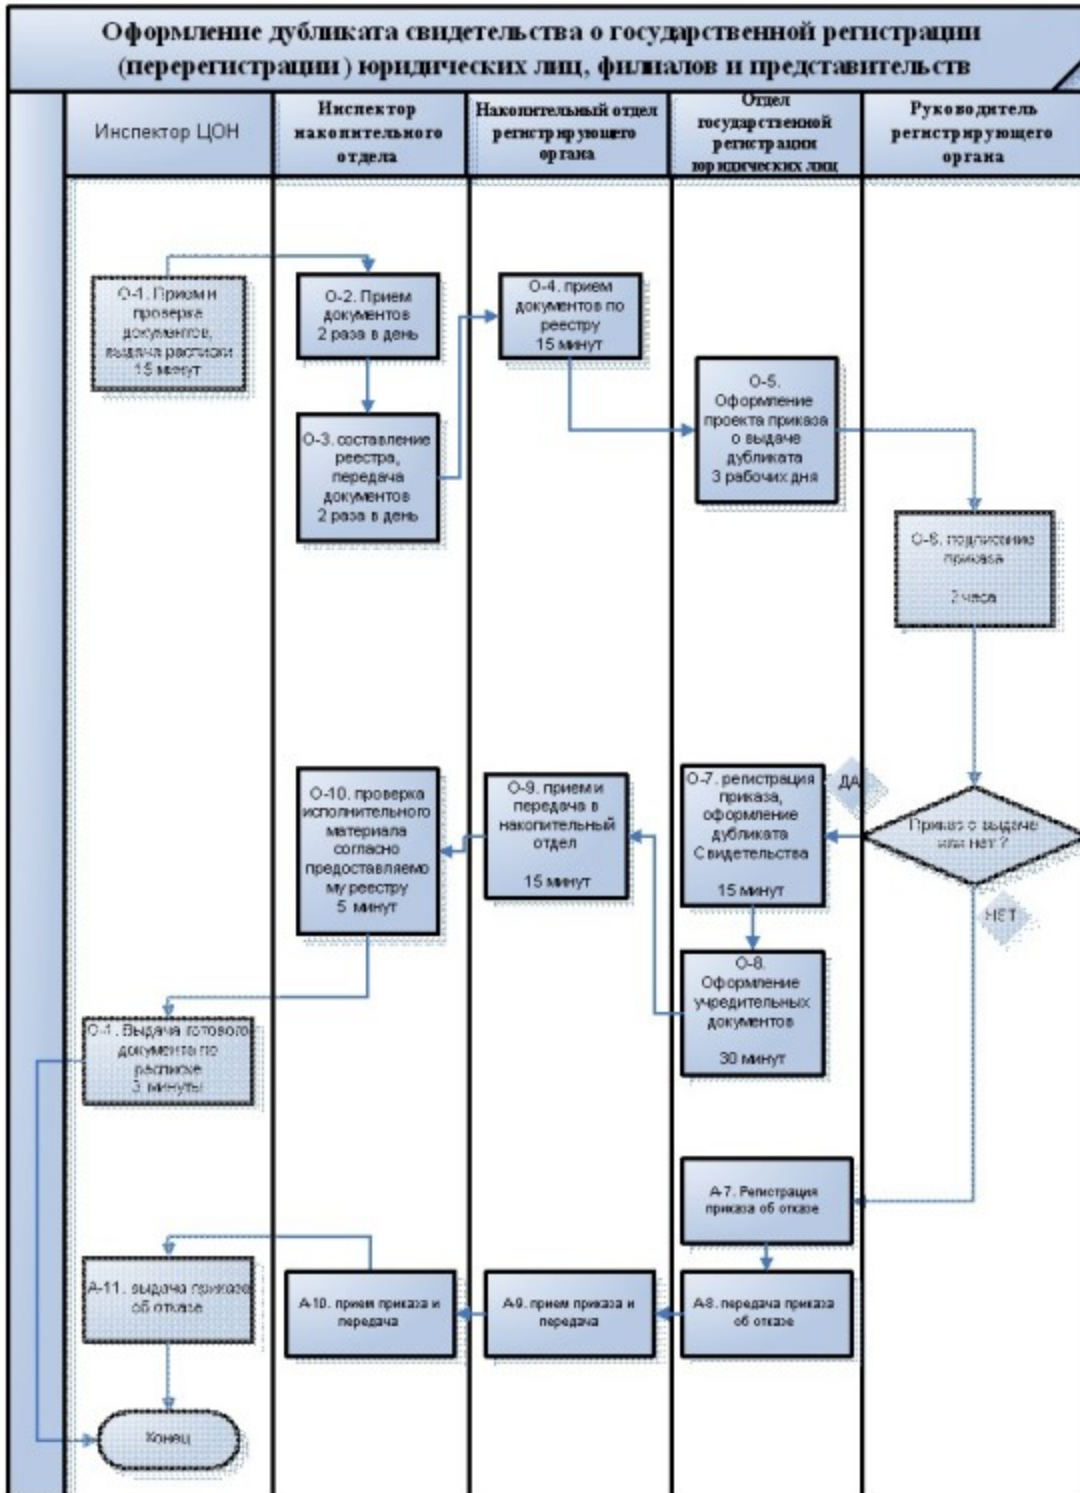 Оформление дубликата свидетельства о государственной регистрации
(перерегистрации) юридических лиц, филиалов и представительств
Инспектор ЦОН
Инспектор
накопительного
отдела
Накопительный отдел
регистрирующего
органа
Отдел
государственной
регистрации
юридических лиц
Руководитель
регистрирующего
органа
О-1. Прием и
проверка
документов,
выдача расписки
15 минут
О-2. Прием
документов
2 раза в день
О-4. прием
документов по
реестру
15 минут
О-3. составление
реестра,
передача
документов
2 раза в день
О-5.
Оформление
проекта приказа
о выдаче
дубликата
3 рабочих дня
О-6. подписание
приказа
2 часа
О-10. проверка
исполнительного
материала
согласно
предоставляемо
му реестру
5 минут
О-9. прием и
передача в
накопительный
отдел
15 минут
О-7. регистрация
приказа,
оформление
дубликата
Свидетельства
15 минут
ДА
Приказ о выдаче
или нет?
НЕТ
О-8.
Оформление
учредительных
документов
30 минут
О-1. Выдача готового
документа по
расписке
3 минуты
А-7. Регистрация
приказа об отказе
А-11. выдача приказа
об отказе
А-10. прием приказа и
передача
А-9. прием приказа и
передача
А-8. передача приказа
об отказе
Конец